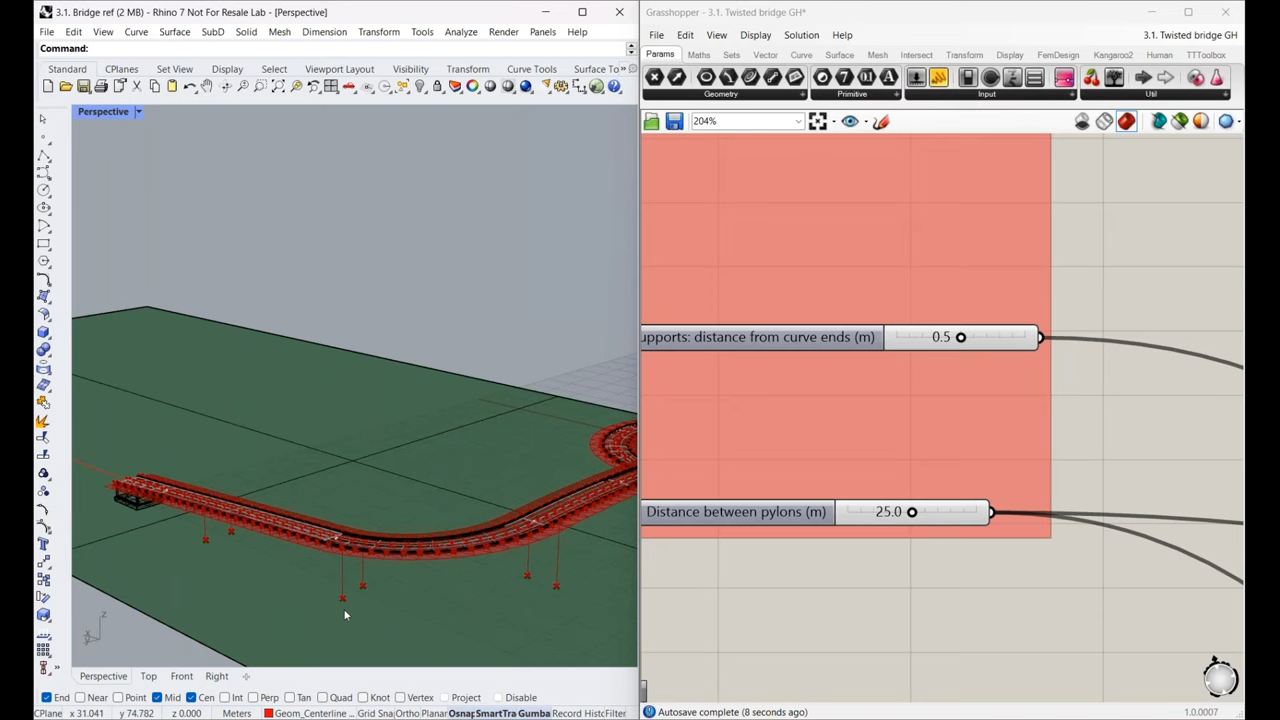 3.1. Bridge ref (2 MB) - Rhino 7 Not For Resale Lab - [Perspective]
File Edit View Curve Surface SubD Solid Mesh Dimension Transform Tools Analyze Render Panels Help
Command:
Standard CPlanes Set View Display Select Viewport Layout Visibility Transform Curve Tools Surface To »
Perspective
z
Perspective Top Front Right
End Near Point Mid Cen Int Perp Tan Quad Knot Vertex Project Disable
CPlane x 31.041 y 74.782 z 0.000 Meters Geom_Centerline Grid Sna Ortho Planar Osnap SmartTra Gumba Record Histo Filter
Grasshopper - 3.1. Twisted bridge GH*
File Edit View Display Solution Help 3.1. Twisted bridge GH
Params Maths Sets Vector Curve Surface Mesh Intersect Transform Display FemDesign Kangaroo2 Human TTToolbox
Geometry Primitive Input Util
204%
upports: distance from curve ends (m) 0.5
Distance between pylons (m) 25.0
Autosave complete (8 seconds ago) 1.0.0007